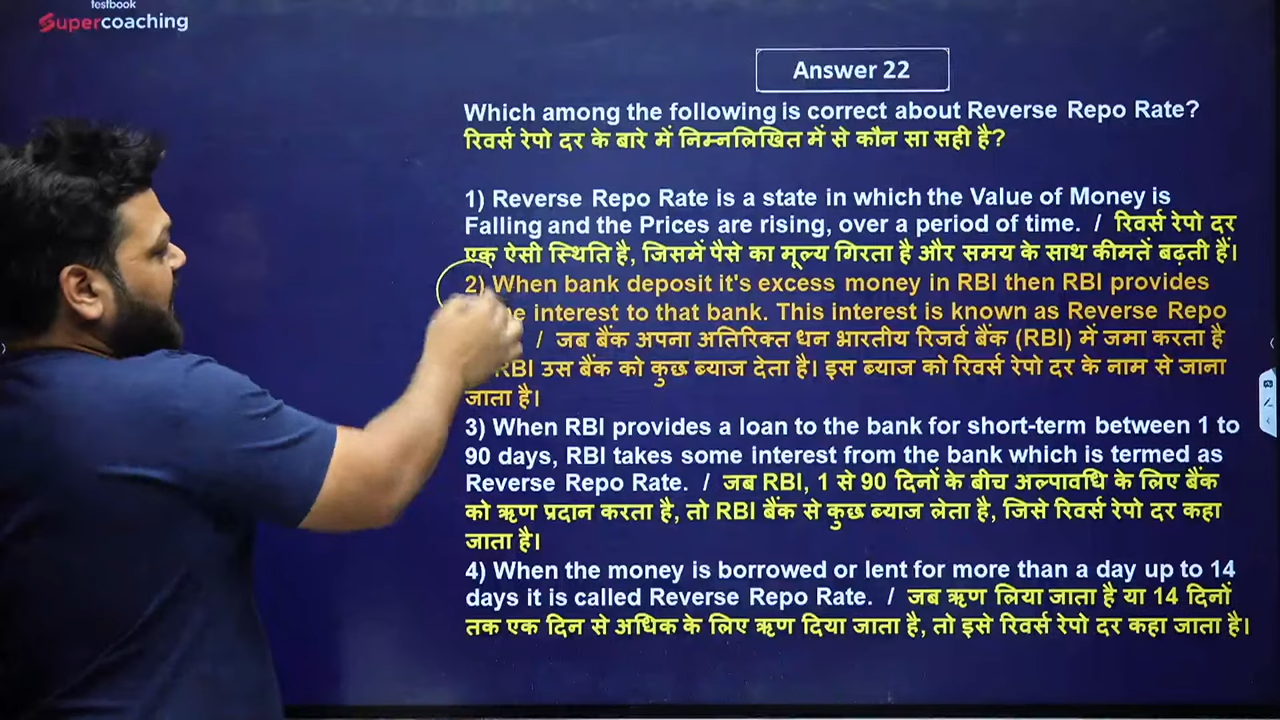 testbook
Supercoaching
Answer 22
Which among the following is correct about Reverse Repo Rate?
रिवर्स रेपो दर के बारे में निम्नलिखित में से कौन सा सही है?
1) Reverse Repo Rate is a state in which the Value of Money is
Falling and the Prices are rising, over a period of time. / रिवर्स रेपो दर
एक ऐसी स्थिति है, जिसमें पैसे का मूल्य गिरता है और समय के साथ कीमतें बढ़ती हैं।
2) When bank deposit it's excess money in RBI then RBI provides
interest to that bank. This interest is known as Reverse Repo
/ जब बैंक अपना अतिरिक्त धन भारतीय रिजर्व बैंक (RBI) में जमा करता है
RBI उस बैंक को कुछ ब्याज देता है। इस ब्याज को रिवर्स रेपो दर के नाम से जाना
जाता है।
3) When RBI provides a loan to the bank for short-term between 1 to
90 days, RBI takes some interest from the bank which is termed as
Reverse Repo Rate. / जब RBI, 1 से 90 दिनों के बीच अल्पावधि के लिए बैंक
को ऋण प्रदान करता है, तो RBI बैंक से कुछ ब्याज लेता है, जिसे रिवर्स रेपो दर कहा
जाता है।
4) When the money is borrowed or lent for more than a day up to 14
days it is called Reverse Repo Rate. / जब ऋण लिया जाता है या 14 दिनों
तक एक दिन से अधिक के लिए ऋण दिया जाता है, तो इसे रिवर्स रेपो दर कहा जाता है।